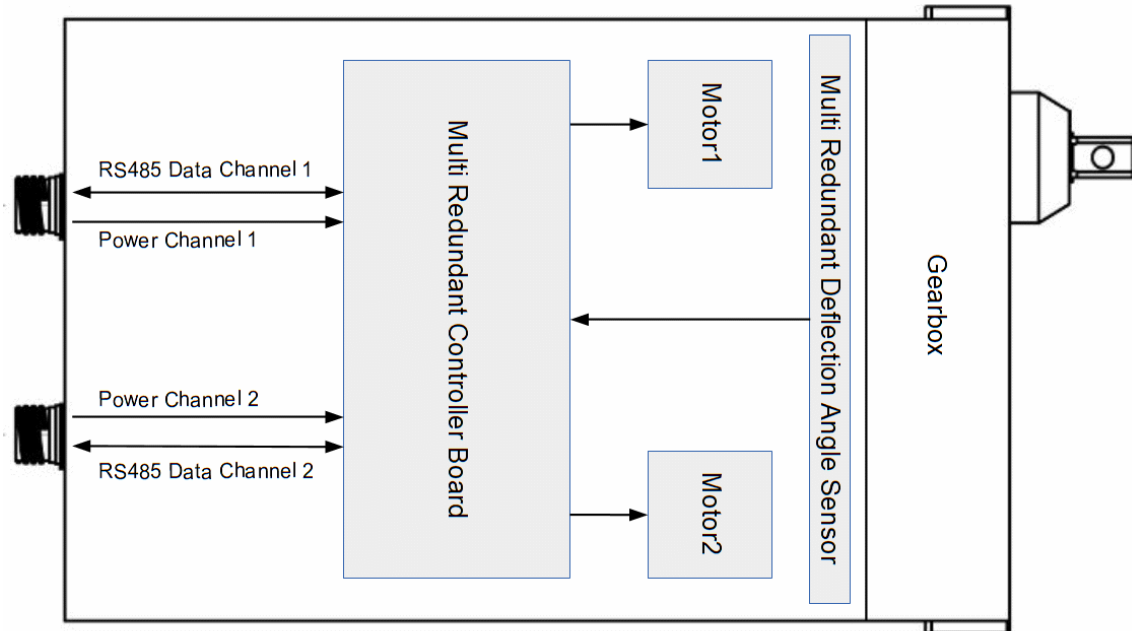 RS485 Data Channel 1
Power Channel 1
Power Channel 2
RS485 Data Channel 2
Multi Redundant Controller Board
Motor1
Motor2
Multi Redundant Deflection Angle Sensor
Gearbox